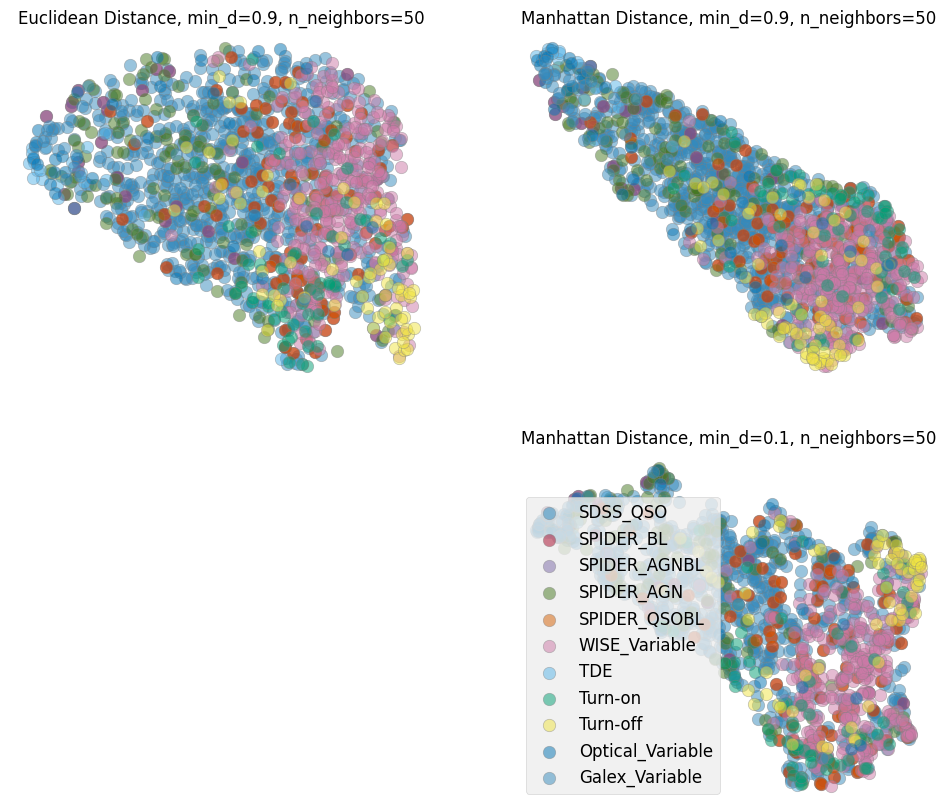 Euclidean Distance, min_d=0.9, n_neighbors=50
Manhattan Distance, min_d=0.9, n_neighbors=50
Manhattan Distance, min_d=0.1, n_neighbors=50
SDSS_QSO
SPIDER_BL
SPIDER_AGNBL
SPIDER_AGN
SPIDER_QSOBL
WISE_Variable
TDE
Turn-on
Turn-off
Optical_Variable
Galex_Variable